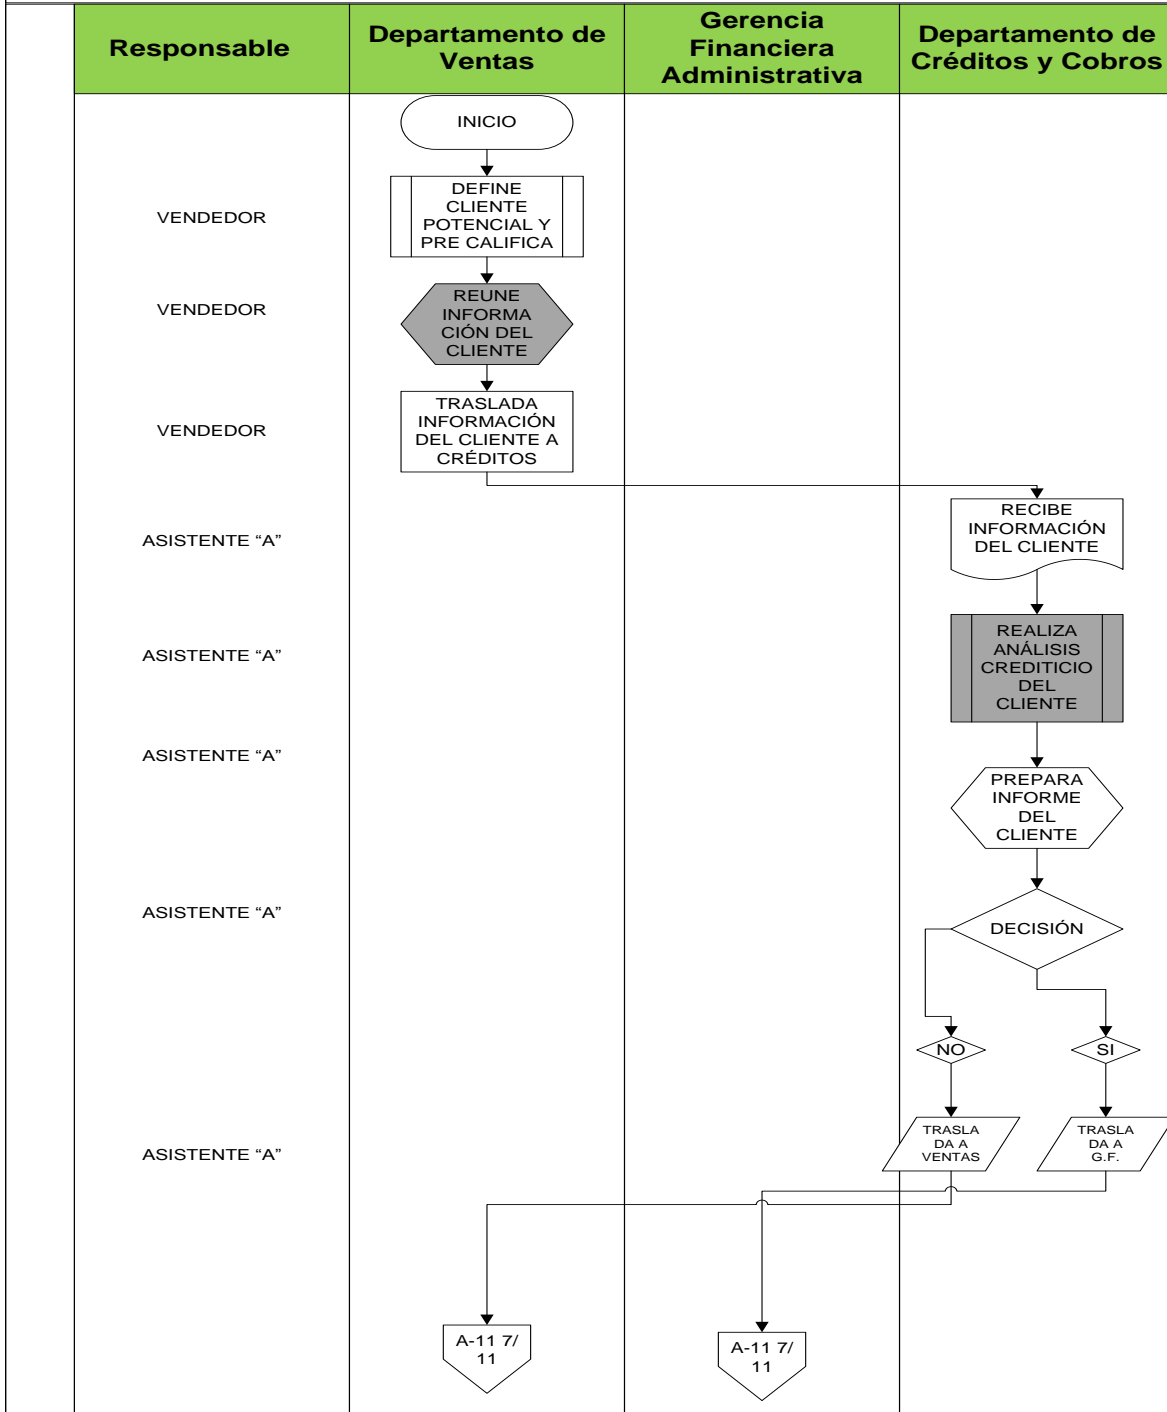 Responsable
Departamento de
Ventas
Gerencia
Financiera
Administrativa
Departamento de
Créditos y Cobros
INICIO
VENDEDOR
DEFINE
CLIENTE
POTENCIAL Y
PRE CALIFICA
VENDEDOR
REUNE
INFORMA
CIÓN DEL
CLIENTE
VENDEDOR
TRASLADA
INFORMACIÓN
DEL CLIENTE A
CRÉDITOS
ASISTENTE “A”
RECIBE
INFORMACIÓN
DEL CLIENTE
ASISTENTE “A”
REALIZA
ANÁLISIS
CREDITICIO
DEL
CLIENTE
ASISTENTE “A”
PREPARA
INFORME
DEL
CLIENTE
ASISTENTE “A”
DECISIÓN
NO
SI
ASISTENTE “A”
TRASLA
DA A
VENTAS
TRASLA
DA A
G.F.
A-11 7/
11
A-11 7/
11